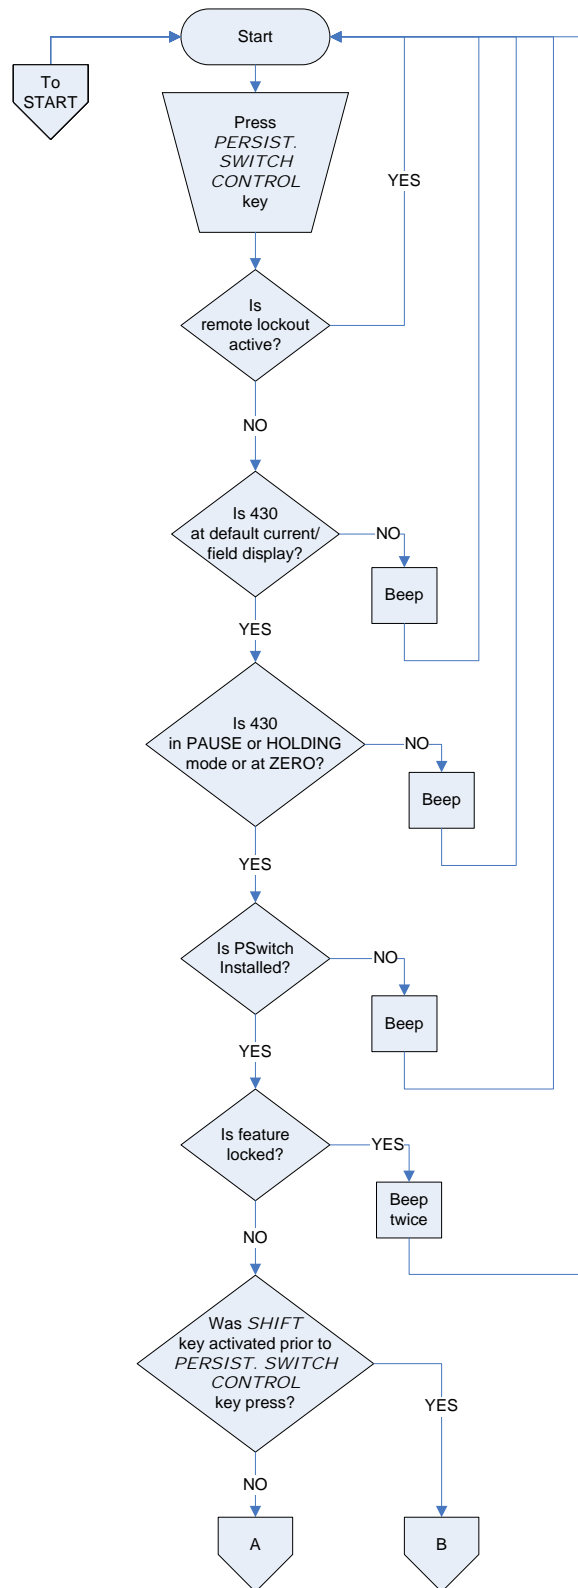 Start
To
START
Press
PERSIST.
SWITCH
CONTROL
key
YES
Is
remote lockout
active?
NO
Is 430
at default current/
field display?
NO
Beep
YES
Is 430
in PAUSE or HOLDING
mode or at ZERO?
NO
Beep
YES
Is PSwitch
Installed?
NO
Beep
YES
Is feature
locked?
YES
Beep
twice
NO
Was SHIFT
key activated prior to
PERSIST. SWITCH
CONTROL
key press?
YES
NO
A
B